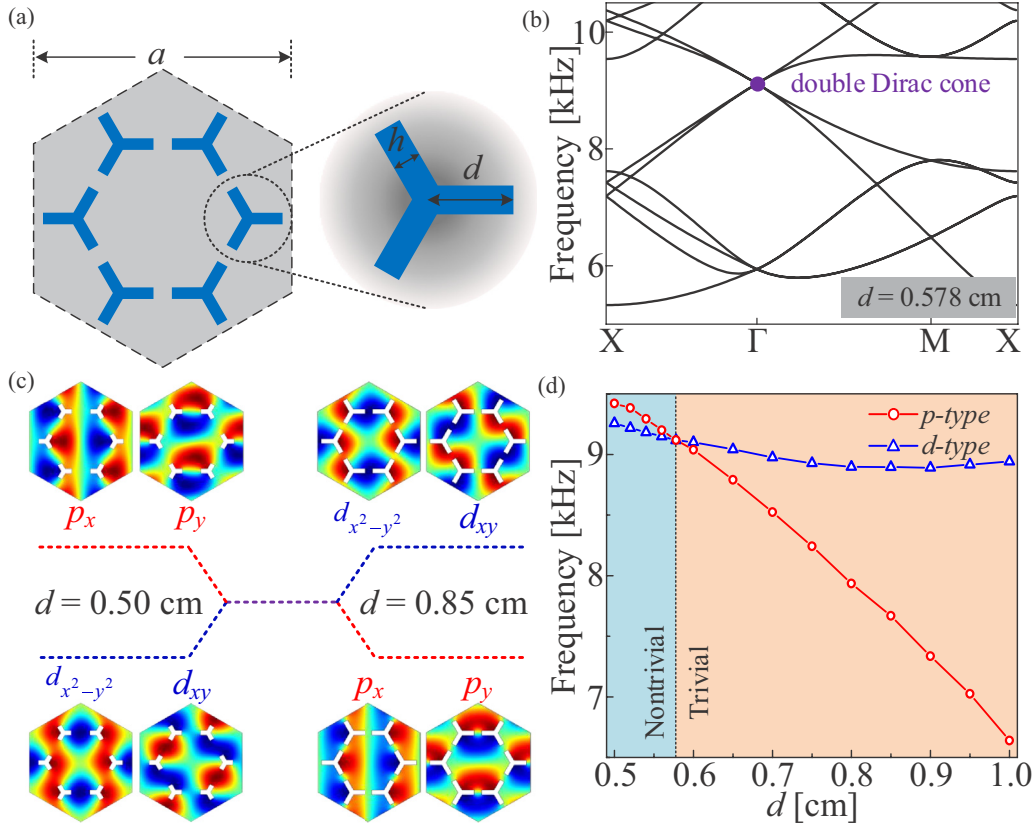 (a)
a
h
d
(b)
Frequency [kHz]
10
8
6
double Dirac cone
d = 0.578 cm
X
Γ
M
X
(c)
pₓ
p_y
d_{x²−y²}
d_{xy}
d = 0.50 cm
d = 0.85 cm
d_{x²−y²}
d_{xy}
pₓ
p_y
(d)
Frequency [kHz]
9
8
7
p-type
d-type
Nontrivial
Trivial
0.5
0.6
0.7
0.8
0.9
1.0
d [cm]